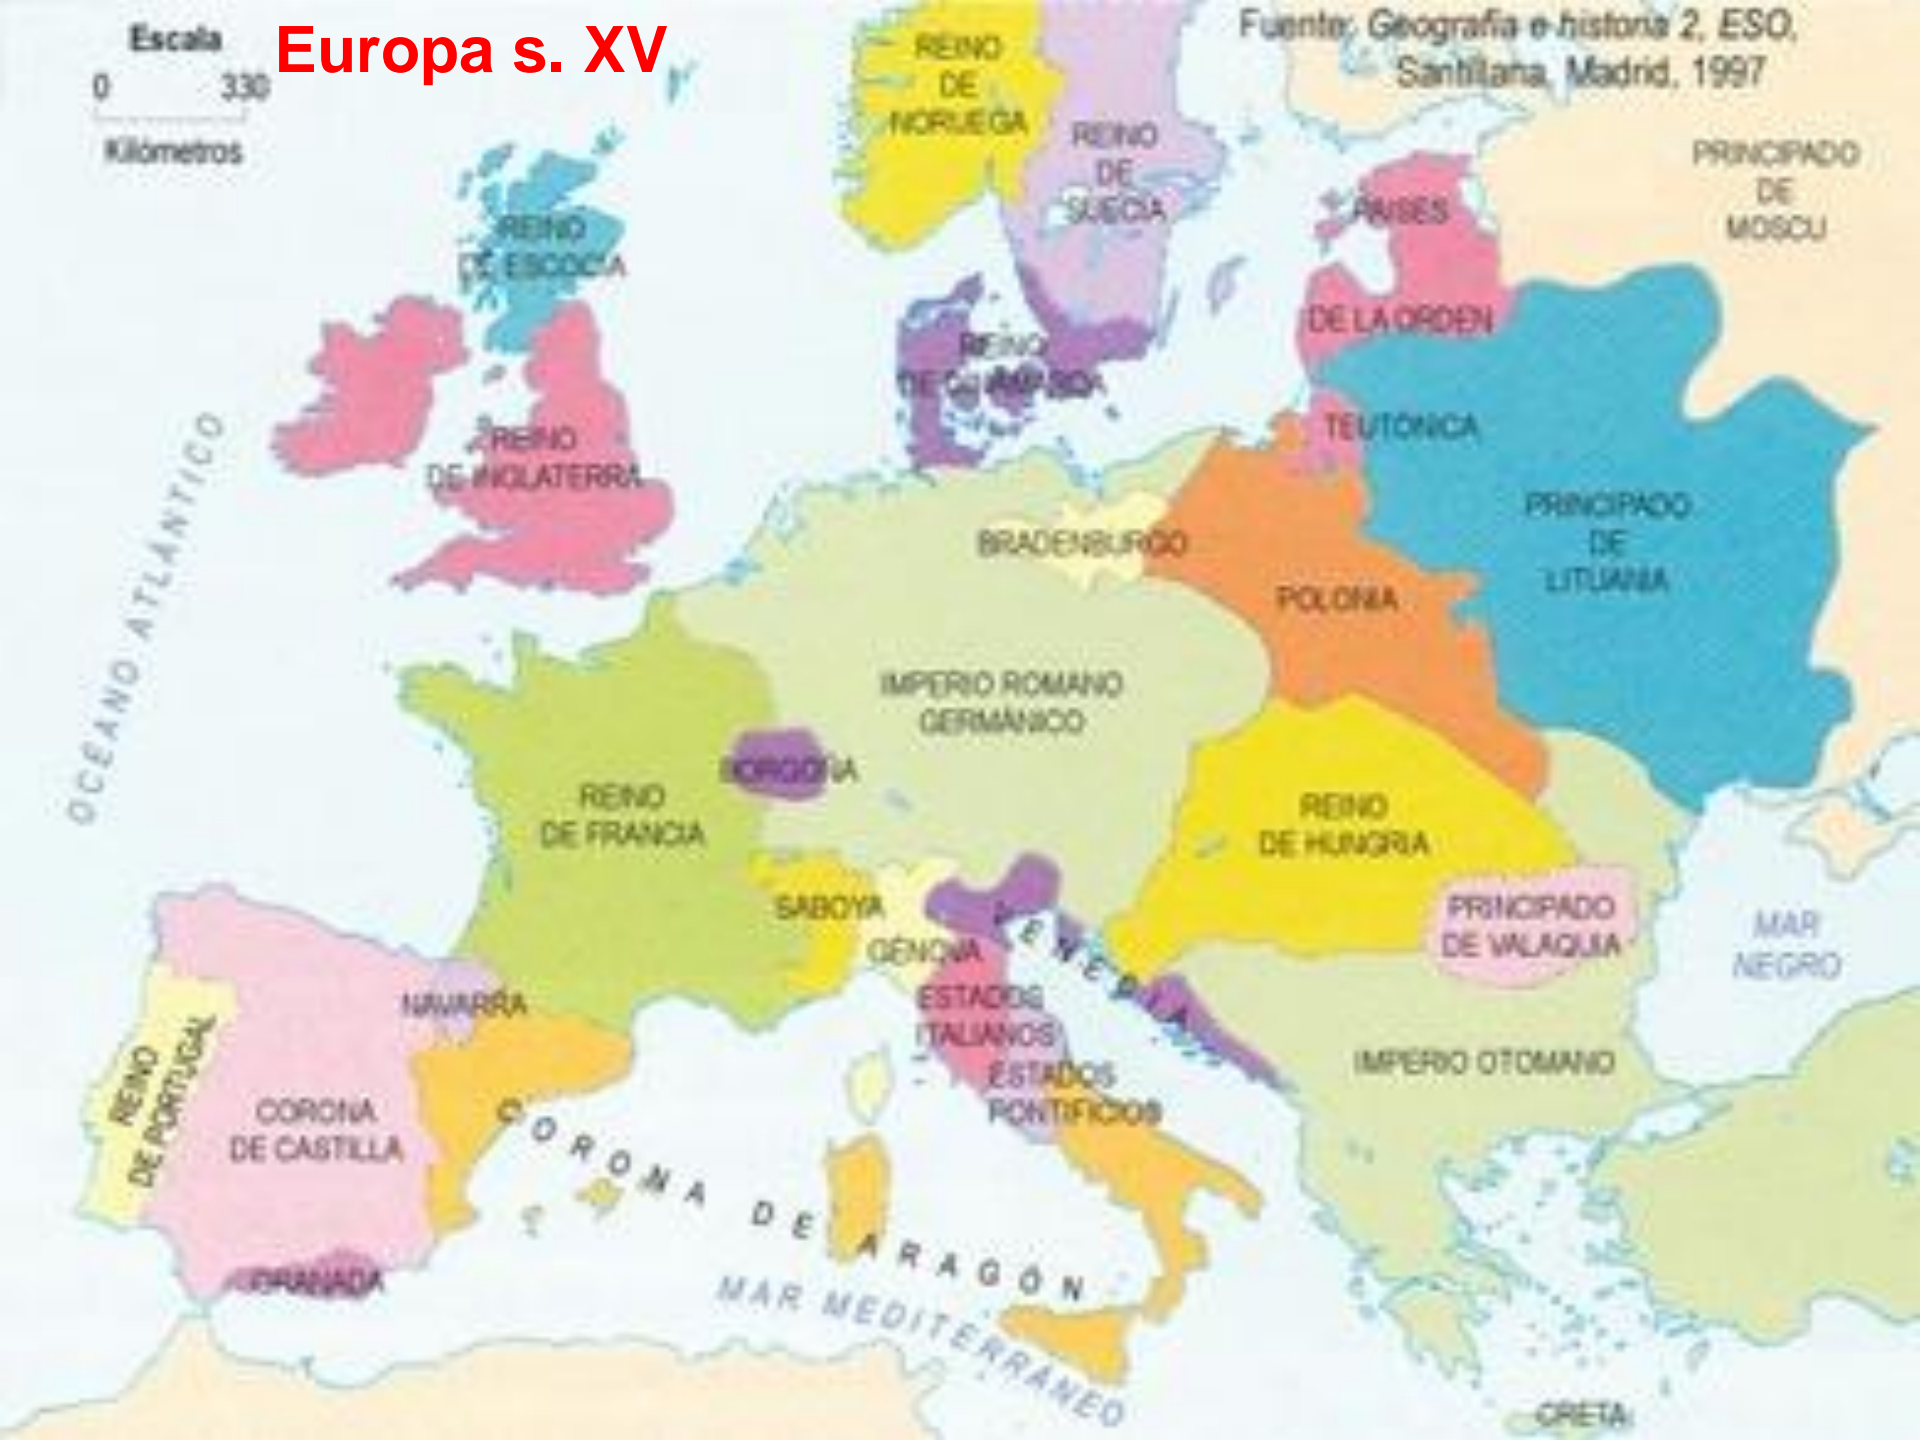 Escala
0 330
Kilómetros
Europa s. XV
Fuente: Geografia e historia 2, ESO,
Santillana, Madrid, 1997
REINO
DE
NORUEGA
REINO
DE
SUECIA
PRINCIPADO
DE
MOSCU
PAISES
DE LA ORDEN
TEUTÓNICA
REINO
DE ESCOCIA
REINO
DE DINAMARCA
REINO
DE INGLATERRA
OCÉANO ATLÁNTICO
BRADENBURGO
POLONIA
PRINCIPADO
DE
LITUANIA
IMPERIO ROMANO
GERMÁNICO
BORGOÑA
REINO
DE FRANCIA
REINO
DE HUNGRIA
SABOYA
GÉNOVA
VENECIA
PRINCIPADO
DE VALAQUIA
MAR
NEGRO
NAVARRA
ESTADOS
ITALIANOS
ESTADOS
PONTIFICIOS
IMPERIO OTOMANO
REINO
DE PORTUGAL
CORONA
DE CASTILLA
CORONA DE ARAGÓN
GRANADA
MAR MEDITERRÁNEO
CRETA